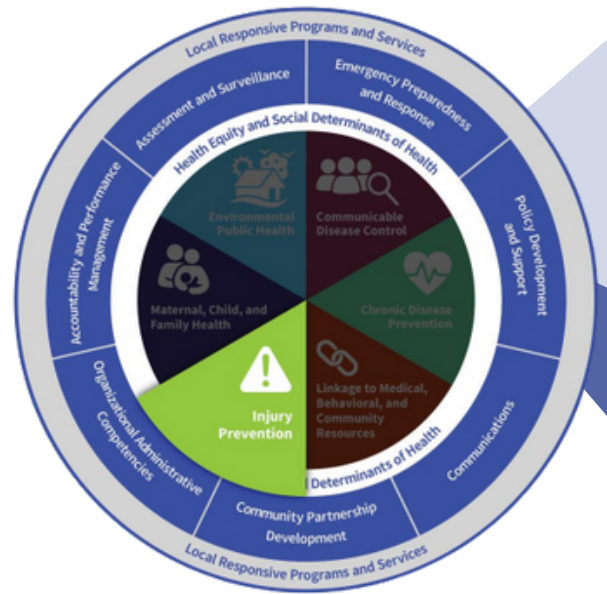 Local Responsive Programs and Services
Assessment and Surveillance
Emergency Preparedness
and Response
Health Equity and Social Determinants of Health
Accountability and Performance
Management
Policy Development
and Support
Environmental
Public Health
Communicable
Disease Control
Maternal, Child, and
Family Health
Chronic Disease
Prevention
Injury
Prevention
Linkage to Medical,
Behavioral, and
Community
Resources
Organizational Administrative
Competencies
Determinants of Health
Communications
Community Partnership
Development
Local Responsive Programs and Services